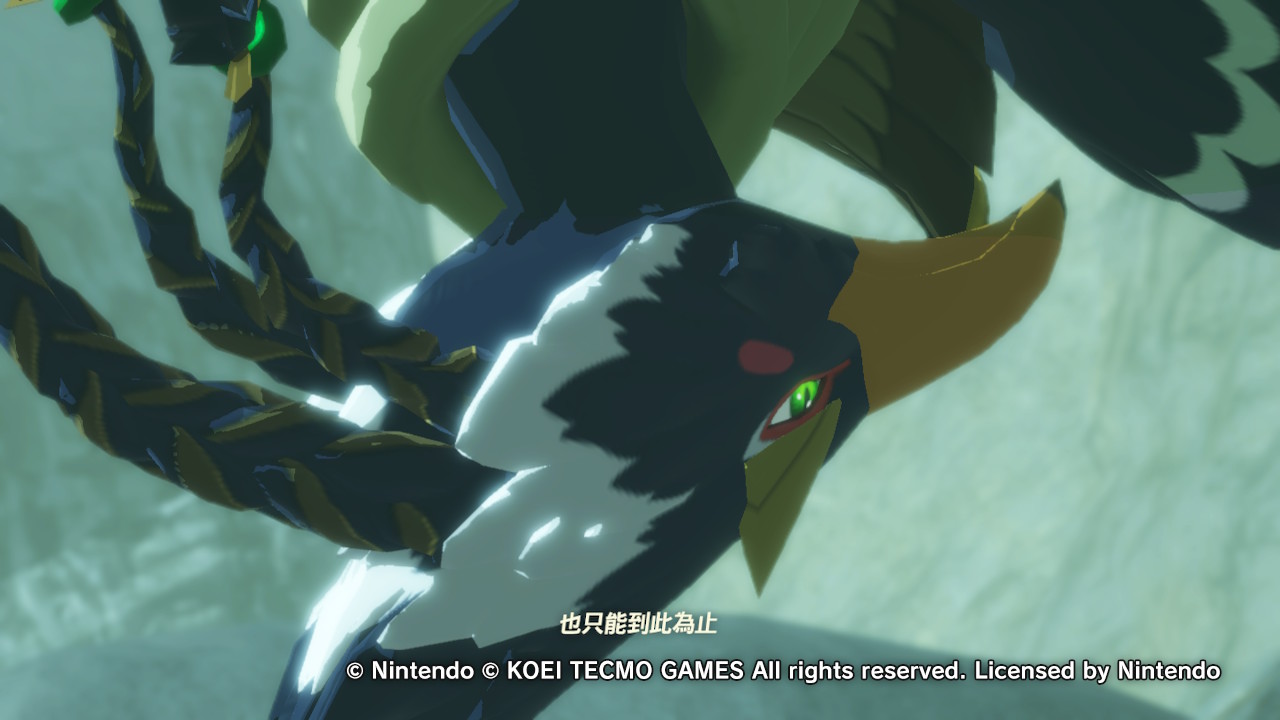 也只能到此為止
© Nintendo © KOEI TECMO GAMES All rights reserved. Licensed by Nintendo